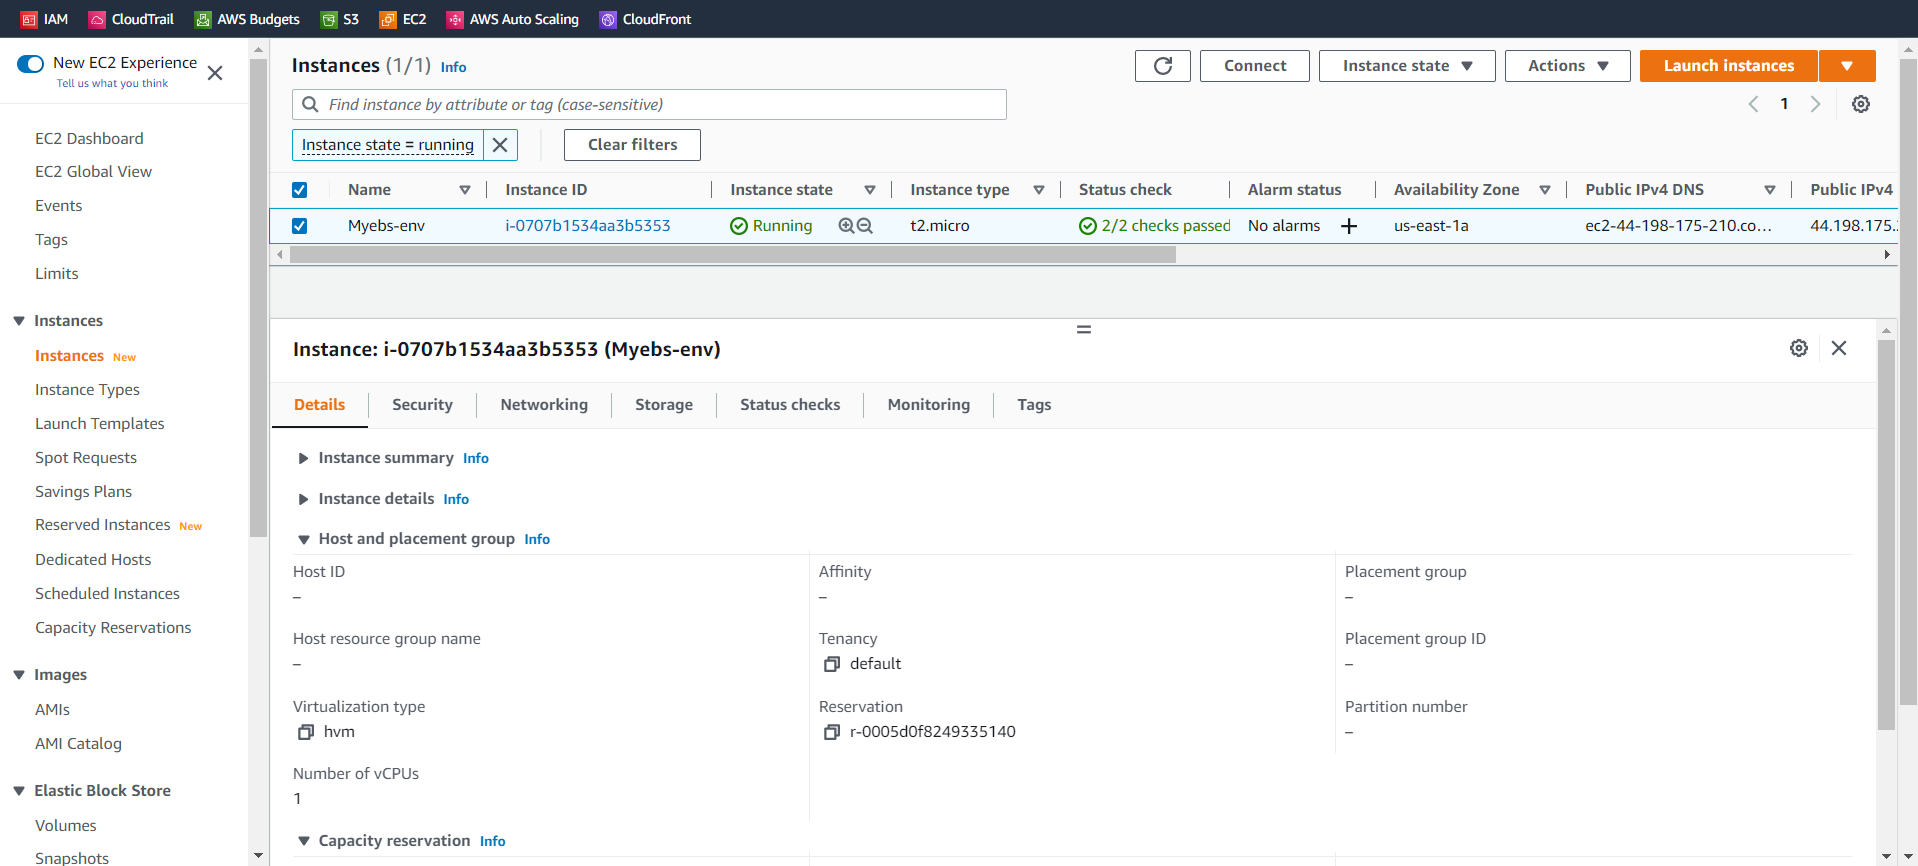 IAM CloudTrail AWS Budgets S3 EC2 AWS Auto Scaling CloudFront
New EC2 Experience
Tell us what you think
EC2 Dashboard
EC2 Global View
Events
Tags
Limits
Instances
Instances New
Instance Types
Launch Templates
Spot Requests
Savings Plans
Reserved Instances New
Dedicated Hosts
Scheduled Instances
Capacity Reservations
Images
AMIs
AMI Catalog
Elastic Block Store
Volumes
Snapshots
Instances (1/1) Info
Connect
Instance state
Actions
Launch instances
Find instance by attribute or tag (case-sensitive)
1
Instance state = running
Clear filters
Name Instance ID Instance state Instance type Status check Alarm status Availability Zone Public IPv4 DNS Public IPv4
Myebs-env i-0707b1534aa3b5353 Running t2.micro 2/2 checks passed No alarms + us-east-1a ec2-44-198-175-210.co... 44.198.175.
Instance: i-0707b1534aa3b5353 (Myebs-env)
Details Security Networking Storage Status checks Monitoring Tags
Instance summary Info
Instance details Info
Host and placement group Info
Host ID Affinity Placement group
– – –
Host resource group name Tenancy Placement group ID
– default –
Virtualization type Reservation Partition number
hvm r-0005d0f8249335140 –
Number of vCPUs
1
Capacity reservation Info